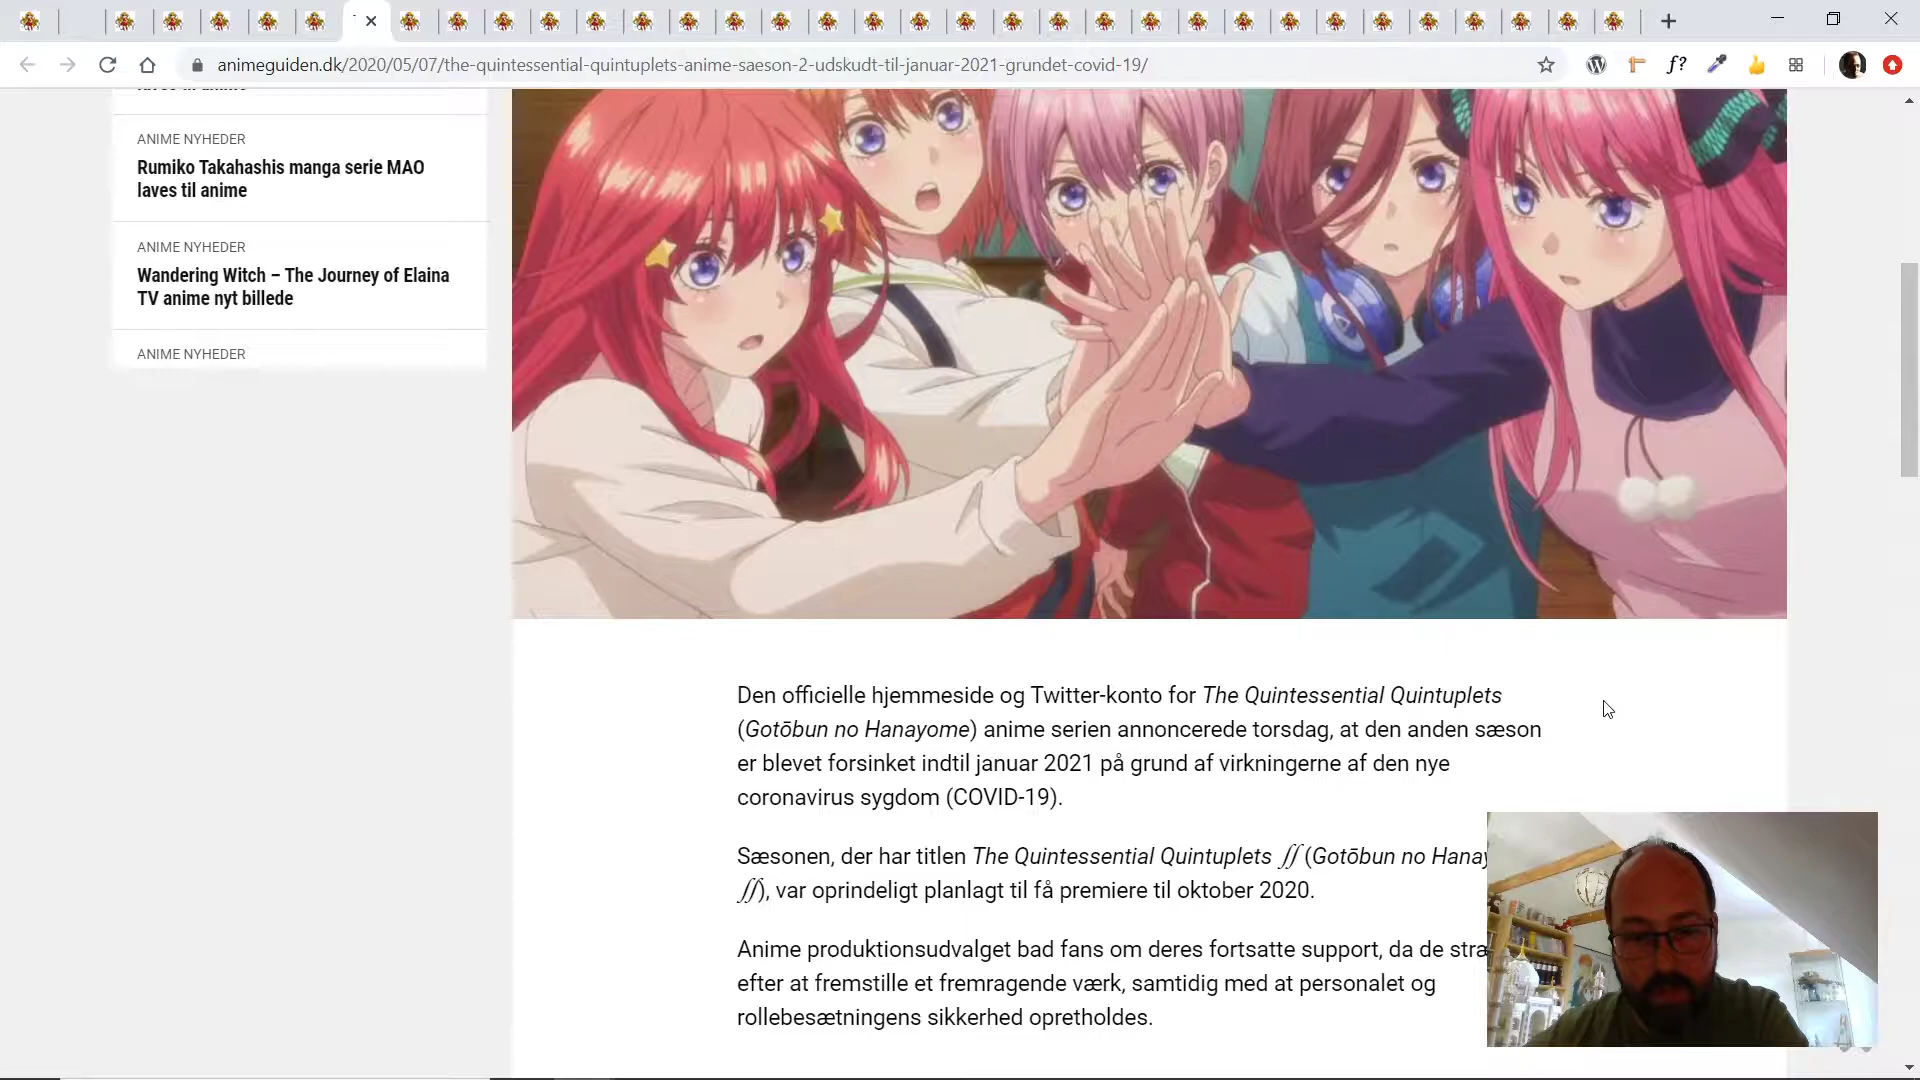 animeguiden.dk/2020/05/07/the-quintessential-quintuplets-anime-saeson-2-udskudt-til-januar-2021-grundet-covid-19/
f?
ANIME NYHEDER
Rumiko Takahashis manga serie MAO
laves til anime
ANIME NYHEDER
Wandering Witch – The Journey of Elaina
TV anime nyt billede
ANIME NYHEDER
Den officielle hjemmeside og Twitter-konto for The Quintessential Quintuplets
(Gotōbun no Hanayome) anime serien annoncerede torsdag, at den anden sæson
er blevet forsinket indtil januar 2021 på grund af virkningerne af den nye
coronavirus sygdom (COVID-19).
Sæsonen, der har titlen The Quintessential Quintuplets ∬ (Gotōbun no
∬), var oprindeligt planlagt til få premiere til oktober 2020.
Anime produktionsudvalget bad fans om deres fortsatte support, da de
efter at fremstille et fremragende værk, samtidig med at personalet og
rollebesætningens sikkerhed opretholdes.